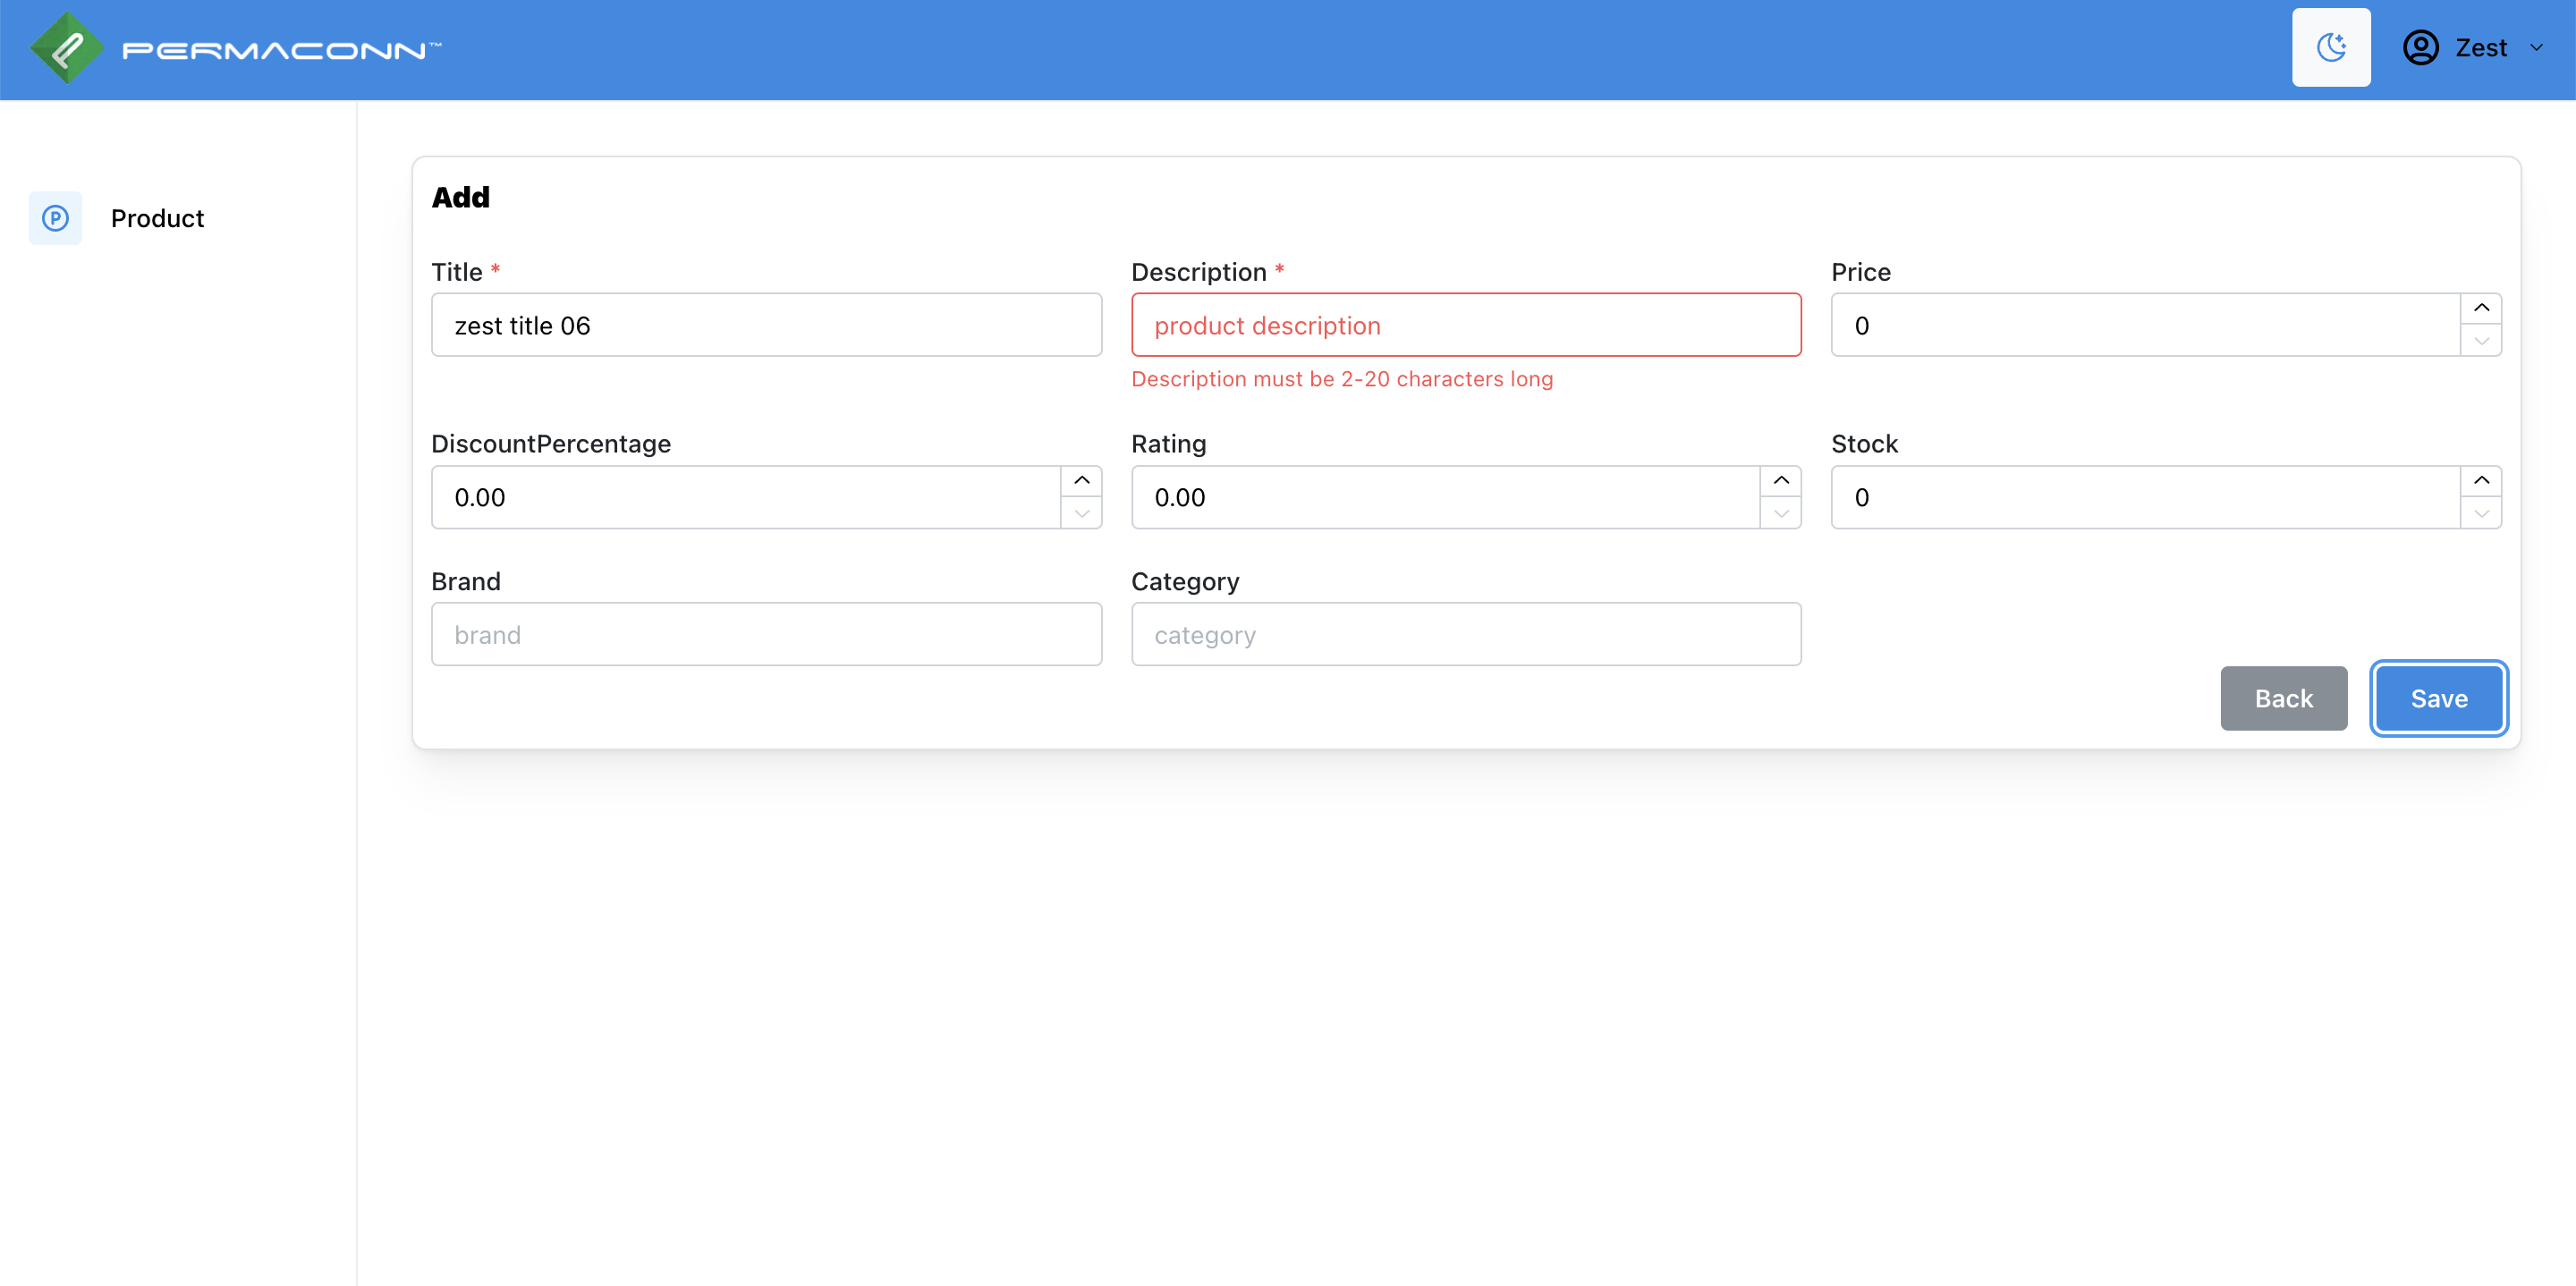 PERMACONN™
Zest
P
Product
Add
Title *
Description *
Price
zest title 06
product description
0
Description must be 2-20 characters long
DiscountPercentage
Rating
Stock
0.00
0.00
0
Brand
Category
brand
category
Back
Save